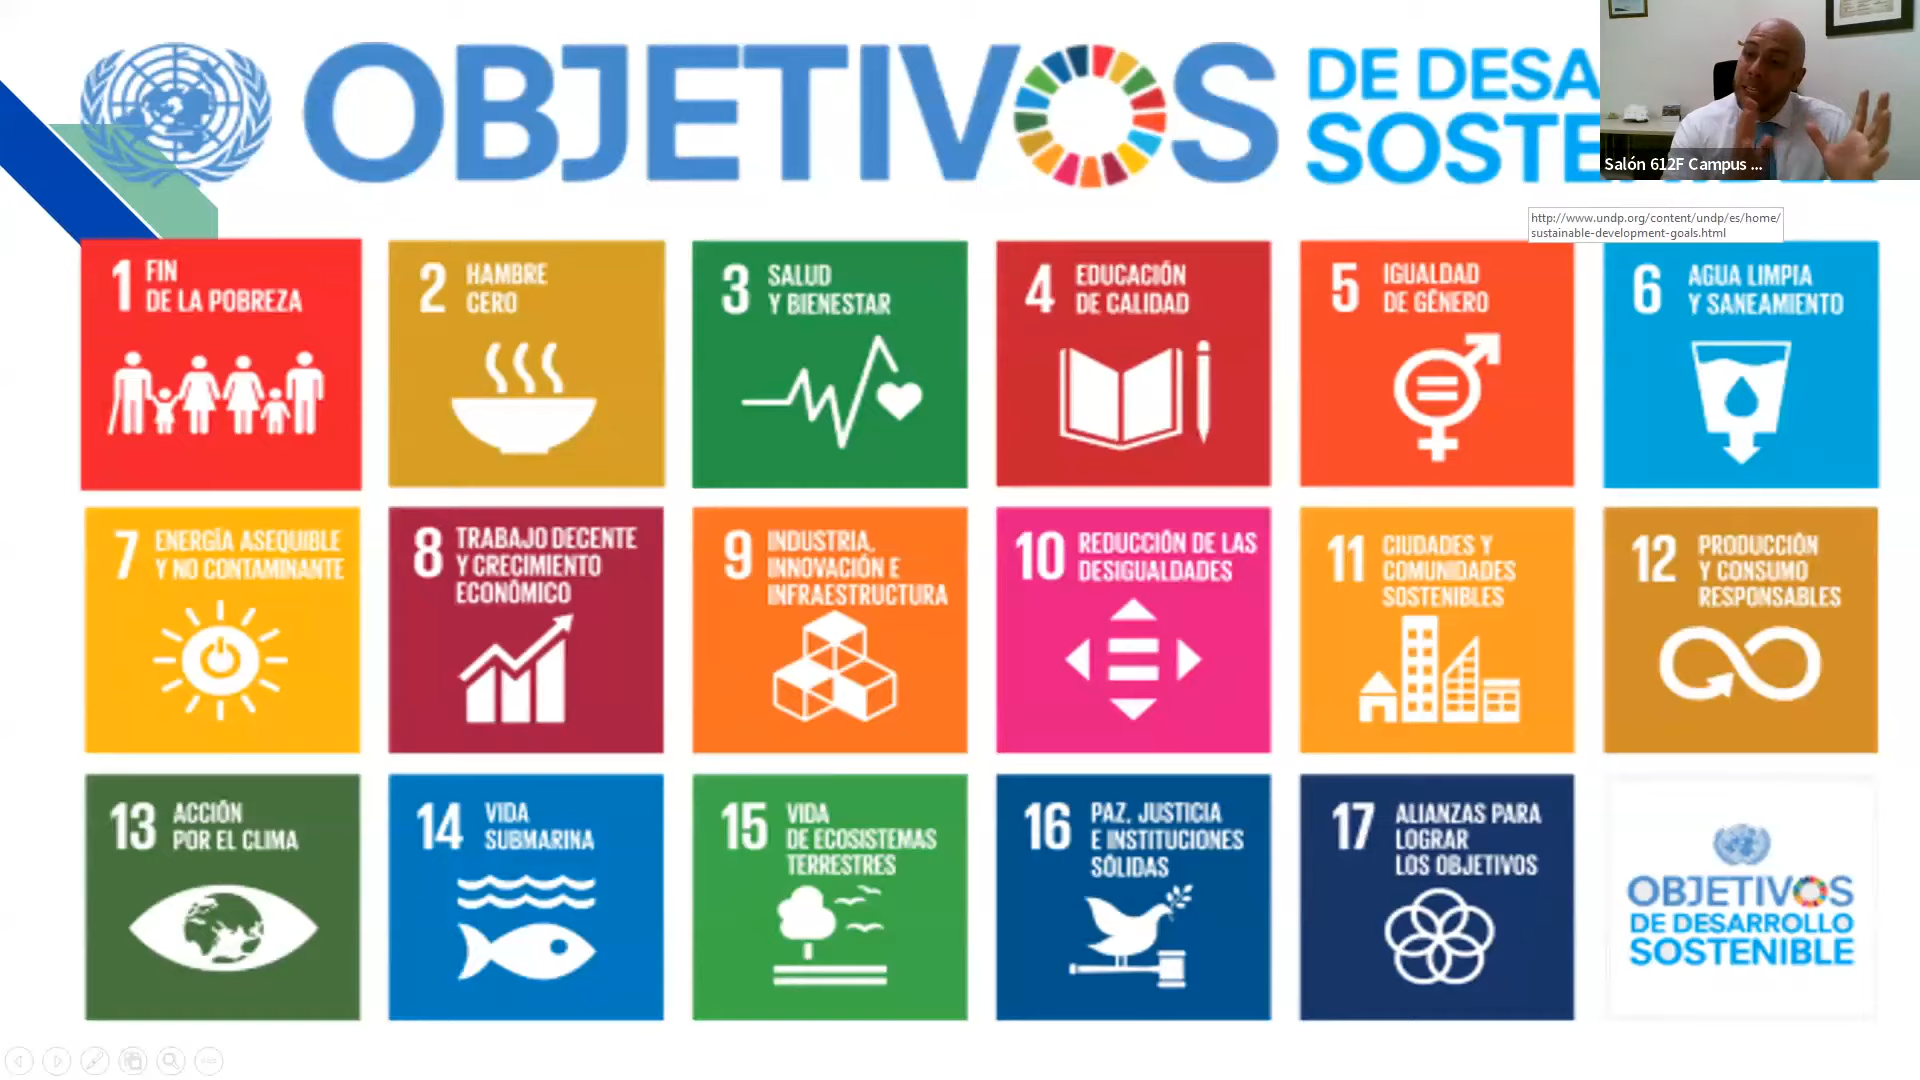 OBJETIVOS
DE DESA
SOSTE
Salón 612F Campus ...
http://www.undp.org/content/undp/es/home/
sustainable-development-goals.html
1 FIN
DE LA POBREZA
2 HAMBRE
CERO
3 SALUD
Y BIENESTAR
4 EDUCACIÓN
DE CALIDAD
5 IGUALDAD
DE GÉNERO
6 AGUA LIMPIA
Y SANEAMIENTO
7 ENERGÍA ASEQUIBLE
Y NO CONTAMINANTE
8 TRABAJO DECENTE
Y CRECIMIENTO
ECONÓMICO
9 INDUSTRIA,
INNOVACIÓN E
INFRAESTRUCTURA
10 REDUCCIÓN DE LAS
DESIGUALDADES
11 CIUDADES Y
COMUNIDADES
SOSTENIBLES
12 PRODUCCIÓN
Y CONSUMO
RESPONSABLES
13 ACCIÓN
POR EL CLIMA
14 VIDA
SUBMARINA
15 VIDA
DE ECOSISTEMAS
TERRESTRES
16 PAZ, JUSTICIA
E INSTITUCIONES
SÓLIDAS
17 ALIANZAS PARA
LOGRAR
LOS OBJETIVOS
OBJETIVOS
DE DESARROLLO
SOSTENIBLE